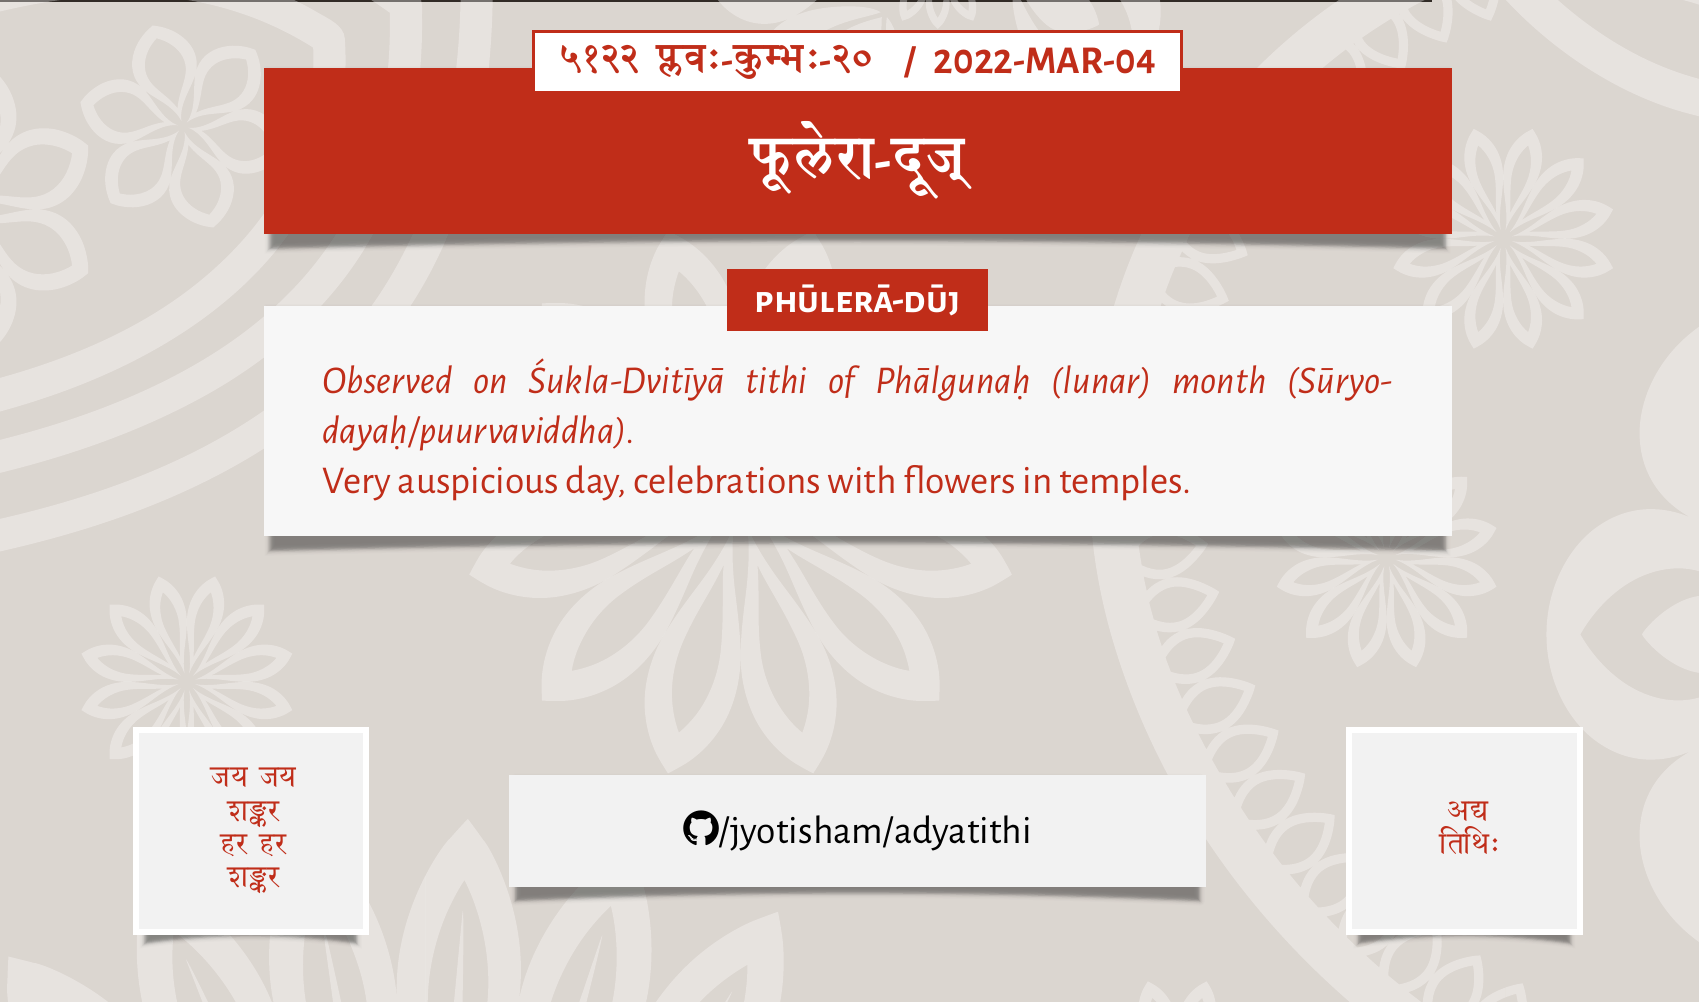 ५१२२ प्लवः-कुम्भः-२० / 2022-MAR-04
फूलेरा-दूज्
PHŪLERĀ-DŪJ
Observed on Śukla-Dvitīyā tithi of Phālgunaḥ (lunar) month (Sūryo-
dayaḥ/puurvaviddha).
Very auspicious day, celebrations with flowers in temples.
जय जय
शङ्कर
हर हर
शङ्कर
/jyotisham/adyatithi
अद्य
तिथिः